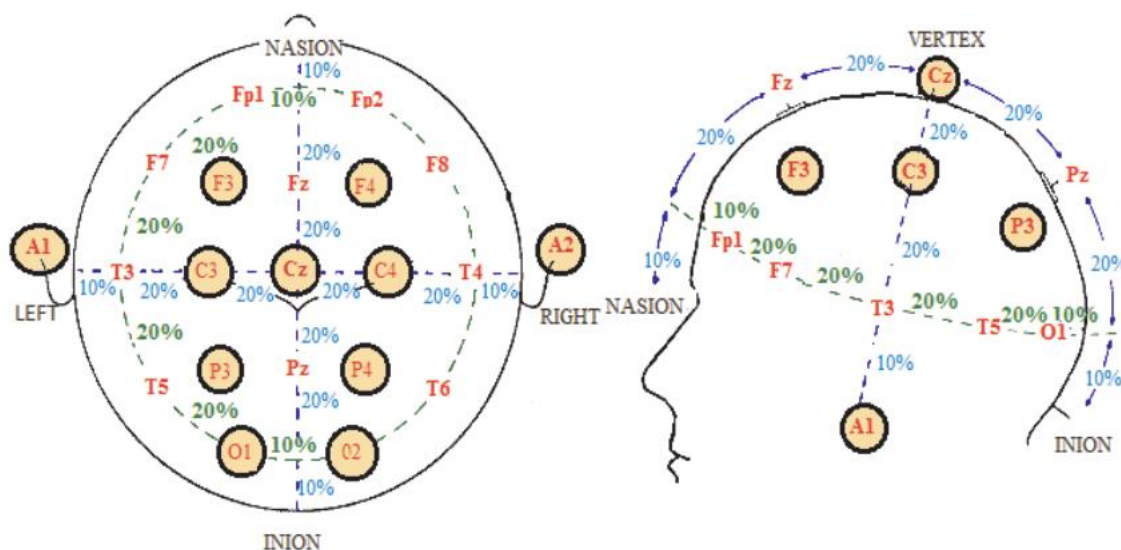 NASION
10%
Fp1 10% Fp2
20%
F7 20% F8
F3 Fz F4
20% 20%
A1 A2
T3 C3 Cz C4 T4
10% 20% 20% 20% 20% 10%
LEFT RIGHT
20% 20%
P3 Pz P4
T5 T6
20% 20%
O1 10% 02
10%
INION
VERTEX
20% Cz
Fz
20% 20% 20%
F3 C3 Pz
10% P3
Fp1 20% 20%
10% F7 20% 20%
NASION T3 20% 20% 10%
T5 O1
10% 10%
A1 INION